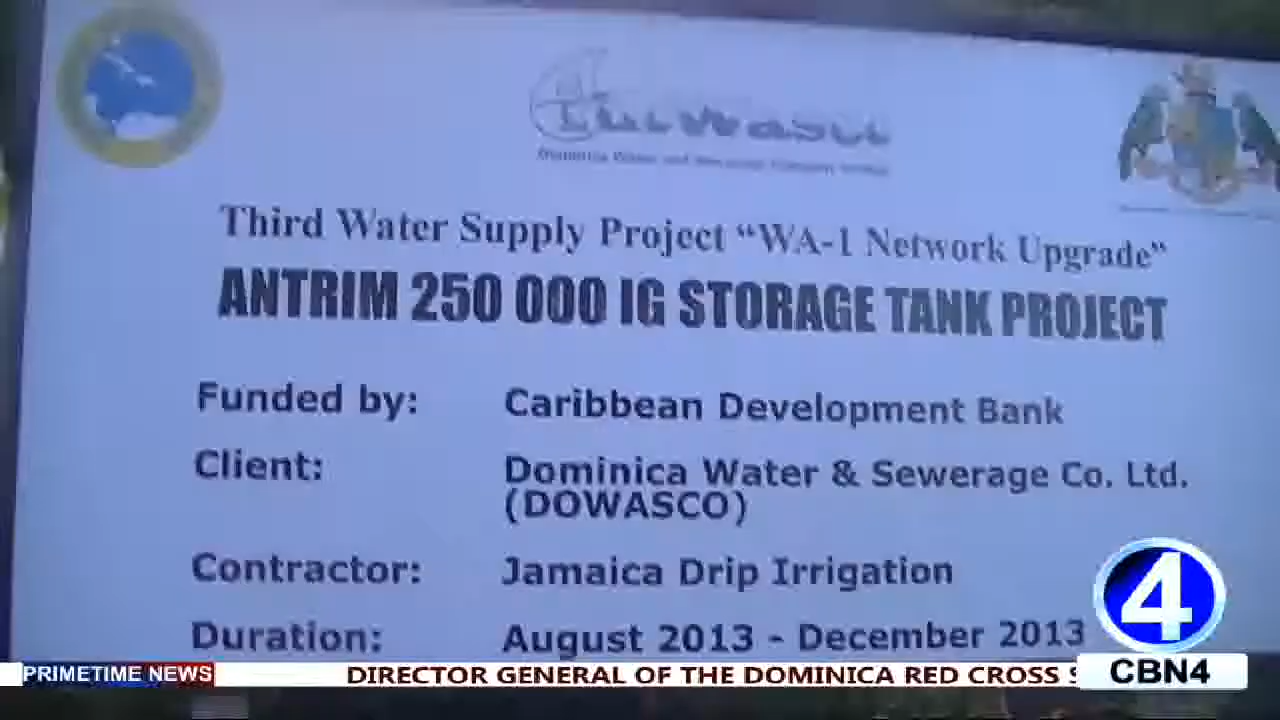 Third Water Supply Project "WA-1 Network Upgrade"
ANTRIM 250 000 IG STORAGE TANK PROJECT
Funded by: Caribbean Development Bank
Client: Dominica Water & Sewerage Co. Ltd.
(DOWASCO)
Contractor: Jamaica Drip Irrigation
Duration: August 2013 - December 2013
4
CBN4
PRIMETIME NEWS DIRECTOR GENERAL OF THE DOMINICA RED CROSS S